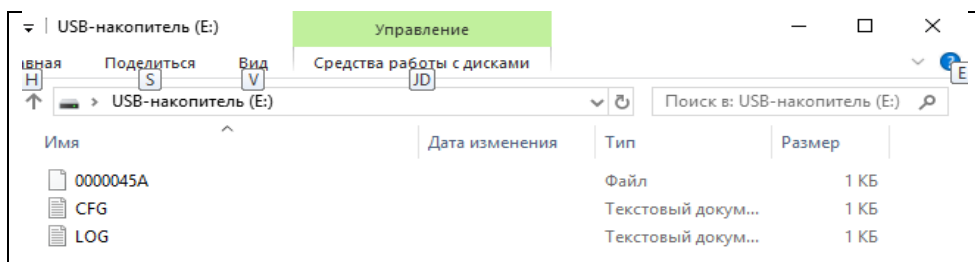 USB-накопитель (E:) Управление
вная Поделиться Вид Средства работы с дисками ?
H S V JD E
USB-накопитель (E:) Поиск в: USB-накопитель (E:)
Имя Дата изменения Тип Размер
0000045A Файл 1 КБ
CFG Текстовый докум... 1 КБ
LOG Текстовый докум... 1 КБ